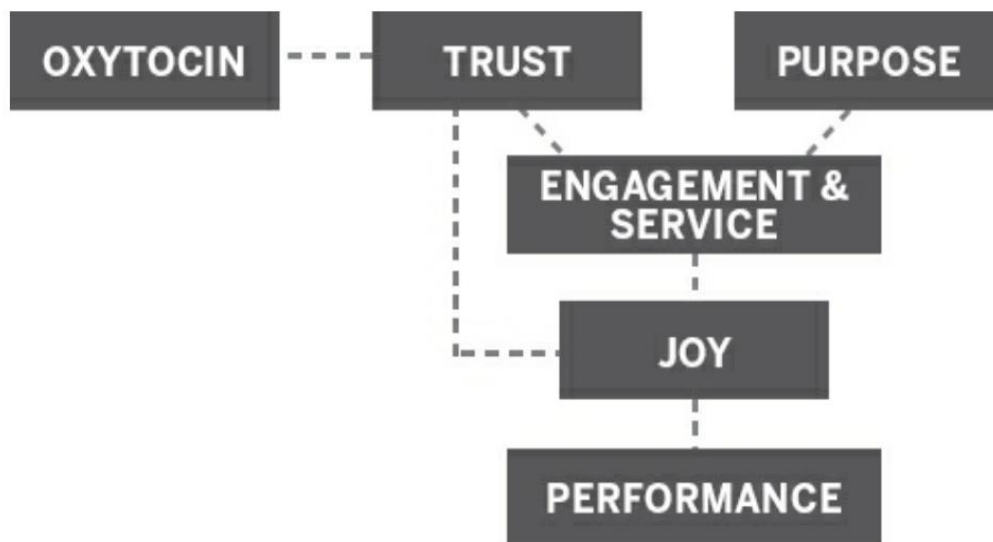 OXYTOCIN
TRUST
PURPOSE
ENGAGEMENT &
SERVICE
JOY
PERFORMANCE